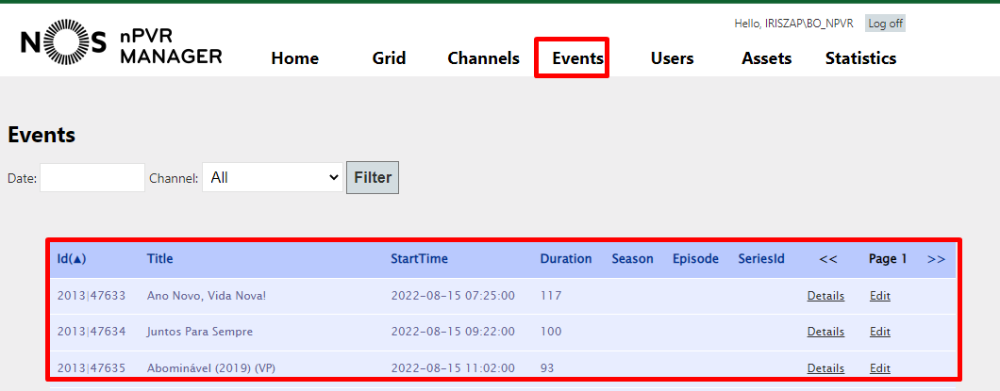 Hello, IRISZAP\BO_NPVR Log off
NOS nPVR
MANAGER
Home Grid Channels Events Users Assets Statistics
Events
Date: Channel: All Filter
Id(▲) Title StartTime Duration Season Episode SeriesId << Page 1 >>
2013|47633 Ano Novo, Vida Nova! 2022-08-15 07:25:00 117 Details Edit
2013|47634 Juntos Para Sempre 2022-08-15 09:22:00 100 Details Edit
2013|47635 Abominável (2019) (VP) 2022-08-15 11:02:00 93 Details Edit